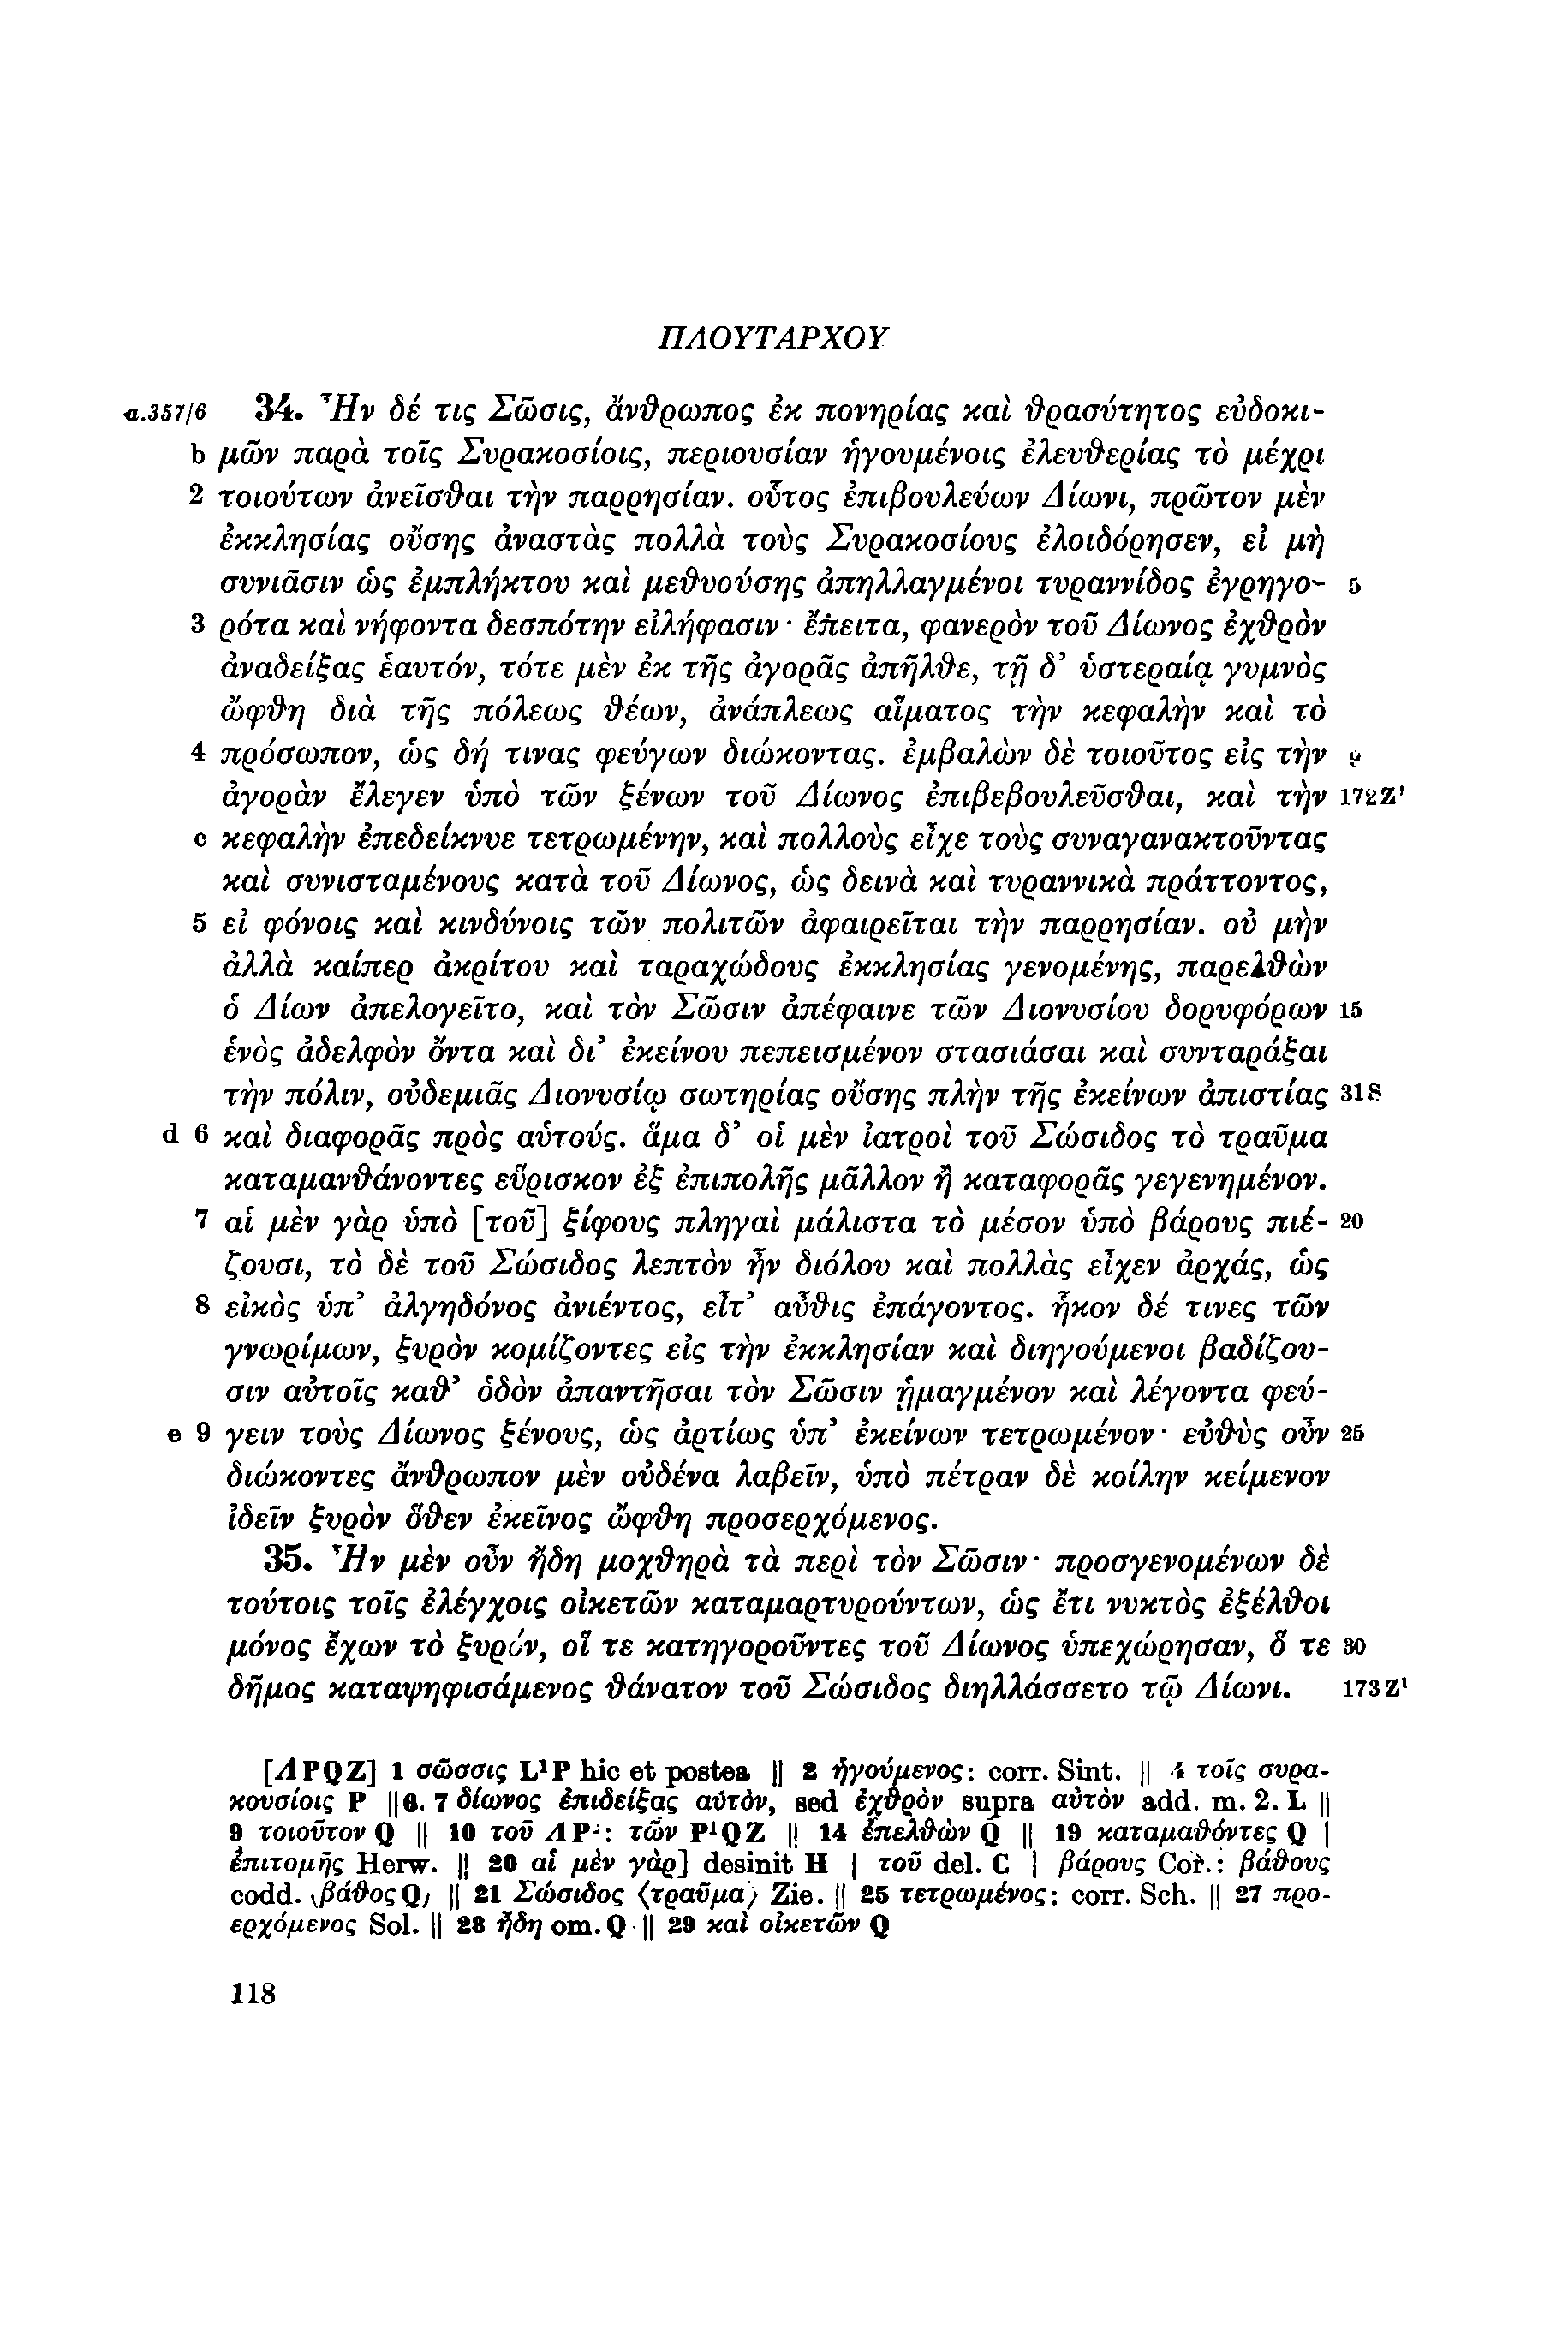 ΠΛΟΥΤΑΡΧΟΥ
a.357/6 34. Ἦν δέ τις Σῶσις, ἄνθρωπος ἐκ πονηρίας καὶ θρασύτητος εὐδοκι-
b μῶν παρὰ τοῖς Συρακοσίοις, περιουσίαν ἡγουμένοις ἐλευθερίας τὸ μέχρι
2 τοιούτων ἀνεῖσθαι τὴν παρρησίαν. οὗτος ἐπιβουλεύων Δίωνι, πρῶτον μὲν
ἐκκλησίας οὔσης ἀναστὰς πολλὰ τοὺς Συρακοσίους ἐλοιδόρησεν, εἰ μὴ
συνιᾶσιν ὡς ἐμπλήκτου καὶ μεθυούσης ἀπηλλαγμένοι τυραννίδος ἐγρηγο- 5
3 ρότα καὶ νήφοντα δεσπότην εἰλήφασιν· ἔπειτα, φανερὸν τοῦ Δίωνος ἐχθρὸν
ἀναδείξας ἑαυτόν, τότε μὲν ἐκ τῆς ἀγορᾶς ἀπῆλθε, τῇ δ’ ὑστεραίᾳ γυμνὸς
ὤφθη διὰ τῆς πόλεως θέων, ἀνάπλεως αἵματος τὴν κεφαλὴν καὶ τὸ
4 πρόσωπον, ὡς δή τινας φεύγων διώκοντας. ἐμβαλὼν δὲ τοιοῦτος εἰς τὴν
ἀγορὰν ἔλεγεν ὑπὸ τῶν ξένων τοῦ Δίωνος ἐπιβεβουλεῦσθαι, καὶ τὴν 172Z¹
c κεφαλὴν ἐπεδείκνυε τετρωμένην, καὶ πολλοὺς εἶχε τοὺς συναγανακτοῦντας
καὶ συνισταμένους κατὰ τοῦ Δίωνος, ὡς δεινὰ καὶ τυραννικὰ πράττοντος,
5 εἰ φόνοις καὶ κινδύνοις τῶν πολιτῶν ἀφαιρεῖται τὴν παρρησίαν. οὐ μὴν
ἀλλὰ καίπερ ἀκρίτου καὶ ταραχώδους ἐκκλησίας γενομένης, παρελθὼν
ὁ Δίων ἀπελογεῖτο, καὶ τὸν Σῶσιν ἀπέφαινε τῶν Διονυσίου δορυφόρων 15
ἑνὸς ἀδελφὸν ὄντα καὶ δι’ ἐκείνου πεπεισμένον στασιάσαι καὶ συνταράξαι
τὴν πόλιν, οὐδεμιᾶς Διονυσίῳ σωτηρίας οὔσης πλὴν τῆς ἐκείνων ἀπιστίας 31S
d 6 καὶ διαφορᾶς πρὸς αὑτούς. ἅμα δ’ οἱ μὲν ἰατροὶ τοῦ Σώσιδος τὸ τραῦμα
καταμανθάνοντες εὕρισκον ἐξ ἐπιπολῆς μᾶλλον ἢ καταφορᾶς γεγενημένον.
7 αἱ μὲν γὰρ ὑπὸ [τοῦ] ξίφους πληγαὶ μάλιστα τὸ μέσον ὑπὸ βάρους πιέ- 20
ζουσι, τὸ δὲ τοῦ Σώσιδος λεπτὸν ἦν διόλου καὶ πολλὰς εἶχεν ἀρχάς, ὡς
8 εἰκὸς ὑπ’ ἀλγηδόνος ἀνιέντος, εἶτ’ αὖθις ἐπάγοντος. ἧκον δέ τινες τῶν
γνωρίμων, ξυρὸν κομίζοντες εἰς τὴν ἐκκλησίαν καὶ διηγούμενοι βαδίζου-
σιν αὐτοῖς καθ’ ὁδὸν ἀπαντῆσαι τὸν Σῶσιν ᾑμαγμένον καὶ λέγοντα φεύ-
e 9 γειν τοὺς Δίωνος ξένους, ὡς ἀρτίως ὑπ’ ἐκείνων τετρωμένον· εὐθὺς οὖν 25
διώκοντες ἄνθρωπον μὲν οὐδένα λαβεῖν, ὑπὸ πέτραν δὲ κοίλην κείμενον
ἰδεῖν ξυρὸν ὅθεν ἐκεῖνος ὤφθη προσερχόμενος.
35. Ἦν μὲν οὖν ἤδη μοχθηρὰ τὰ περὶ τὸν Σῶσιν· προσγενομένων δὲ
τούτοις τοῖς ἐλέγχοις οἰκετῶν καταμαρτυρούντων, ὡς ἔτι νυκτὸς ἐξέλθοι
μόνος ἔχων τὸ ξυρόν, οἵ τε κατηγοροῦντες τοῦ Δίωνος ὑπεχώρησαν, ὅ τε 30
δῆμος καταψηφισάμενος θάνατον τοῦ Σώσιδος διηλλάσσετο τῷ Δίωνι. 173Z¹
[ΛPQZ] 1 σῶσσις L¹P hic et postea || 2 ἡγούμενος: corr. Sint. || 4 τοῖς συρα-
κουσίοις P || 6. 7 δίωνος ἐπιδείξας αὑτὸν, sed ἐχθρὸν supra αὑτὸν add. m. 2. L ||
9 τοιοῦτον Q || 10 τοῦ ΛP²: τῶν P¹QZ || 14 ἐπελθὼν Q || 19 καταμαθόντες Q |
ἐπιτομῆς Herw. || 20 αἱ μὲν γὰρ] desinit H | τοῦ del. C | βάρους Cor.: βάθους
codd. (βάθος Q) || 21 Σώσιδος ⟨τραῦμα⟩ Zie. || 25 τετρωμένος: corr. Sch. || 27 προ-
ερχόμενος Sol. || 28 ἤδη om. Q || 29 καὶ οἰκετῶν Q
118